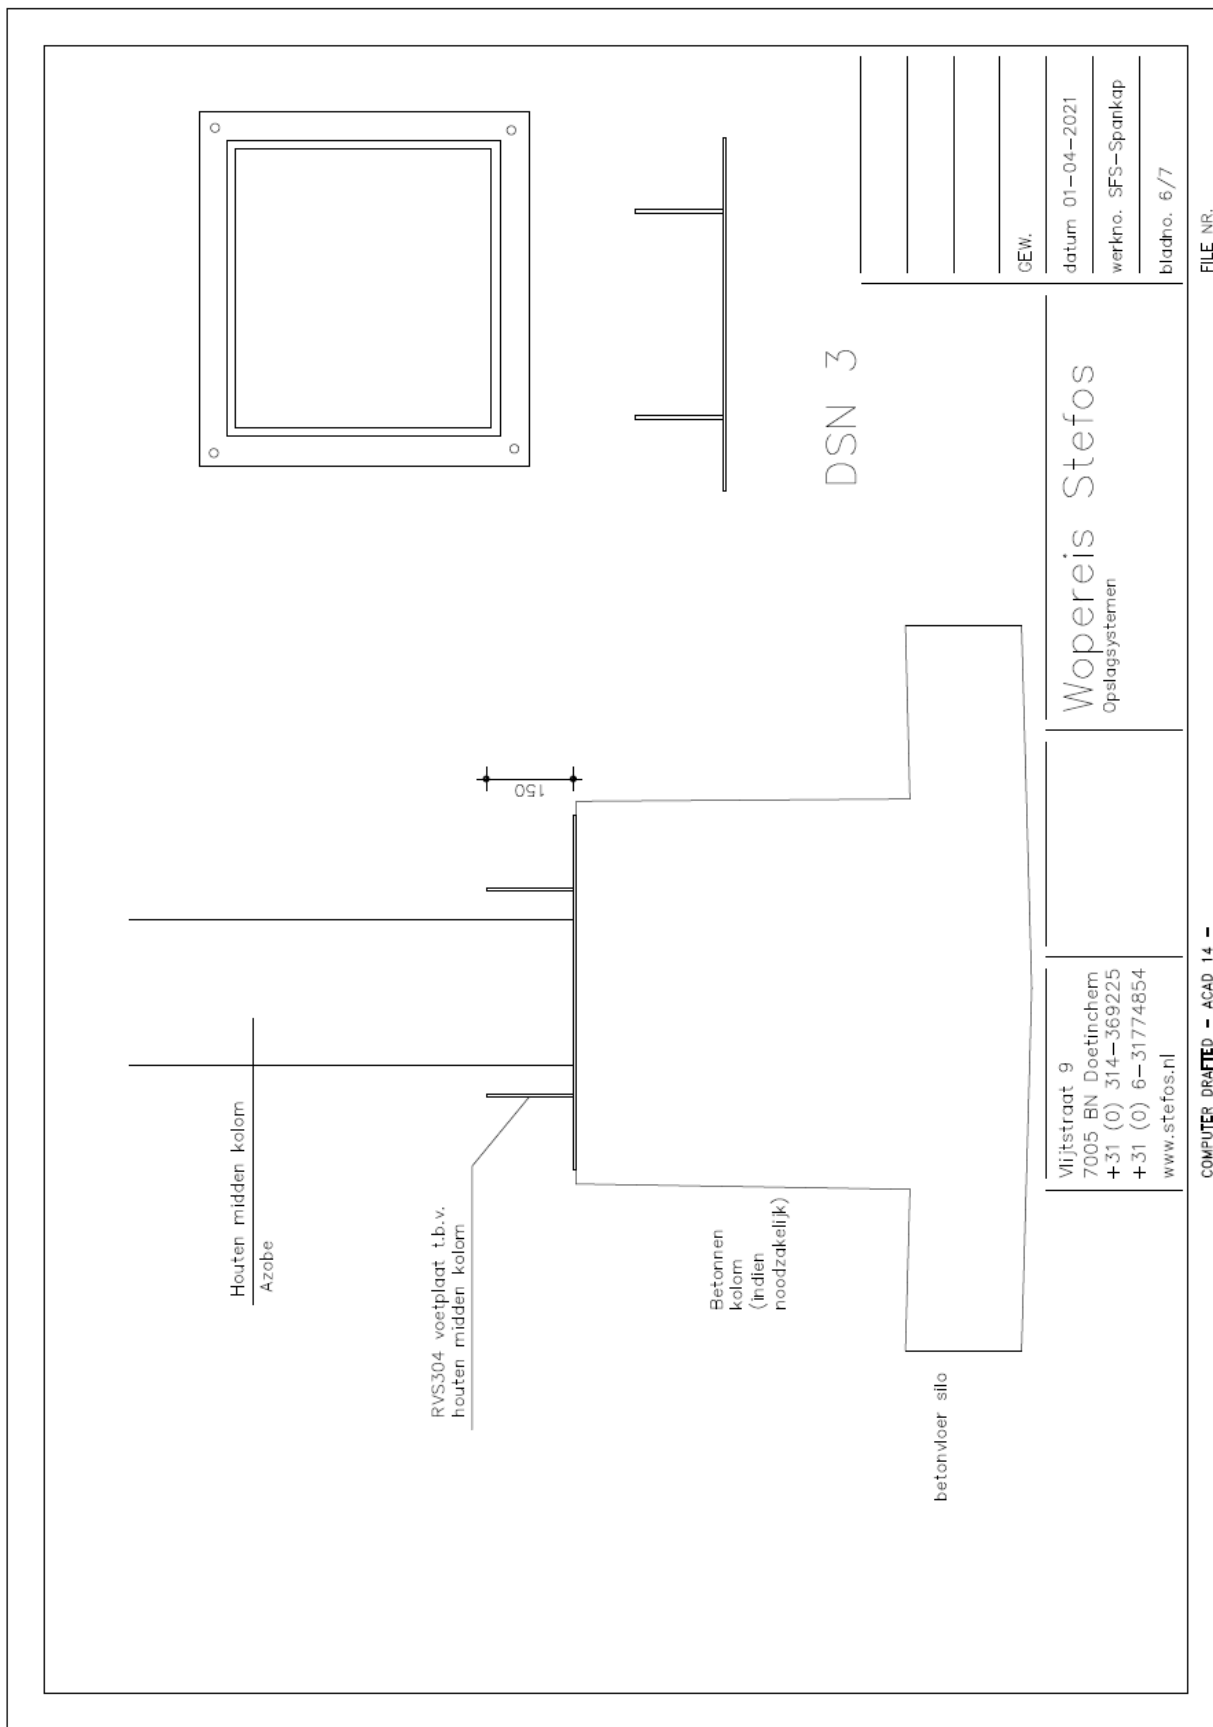 Houten midden kolom
Azobe
RVS304 voetplaat t.b.v.
houten midden kolom
150
Betonnen
kolom
(indien
noodzakelijk)
betonvloer silo
DSN 3
Vlijtstraat 9
7005 BN Doetinchem
+31 (0) 314-369225
+31 (0) 6-31774854
www.stefos.nl
Wopereis Stefos
Opslagsystemen
GEW.
datum 01-04-2021
werkno. SFS-Spankap
bladno. 6/7
COMPUTER DRAFTED - ACAD 14 -
FILE NR.